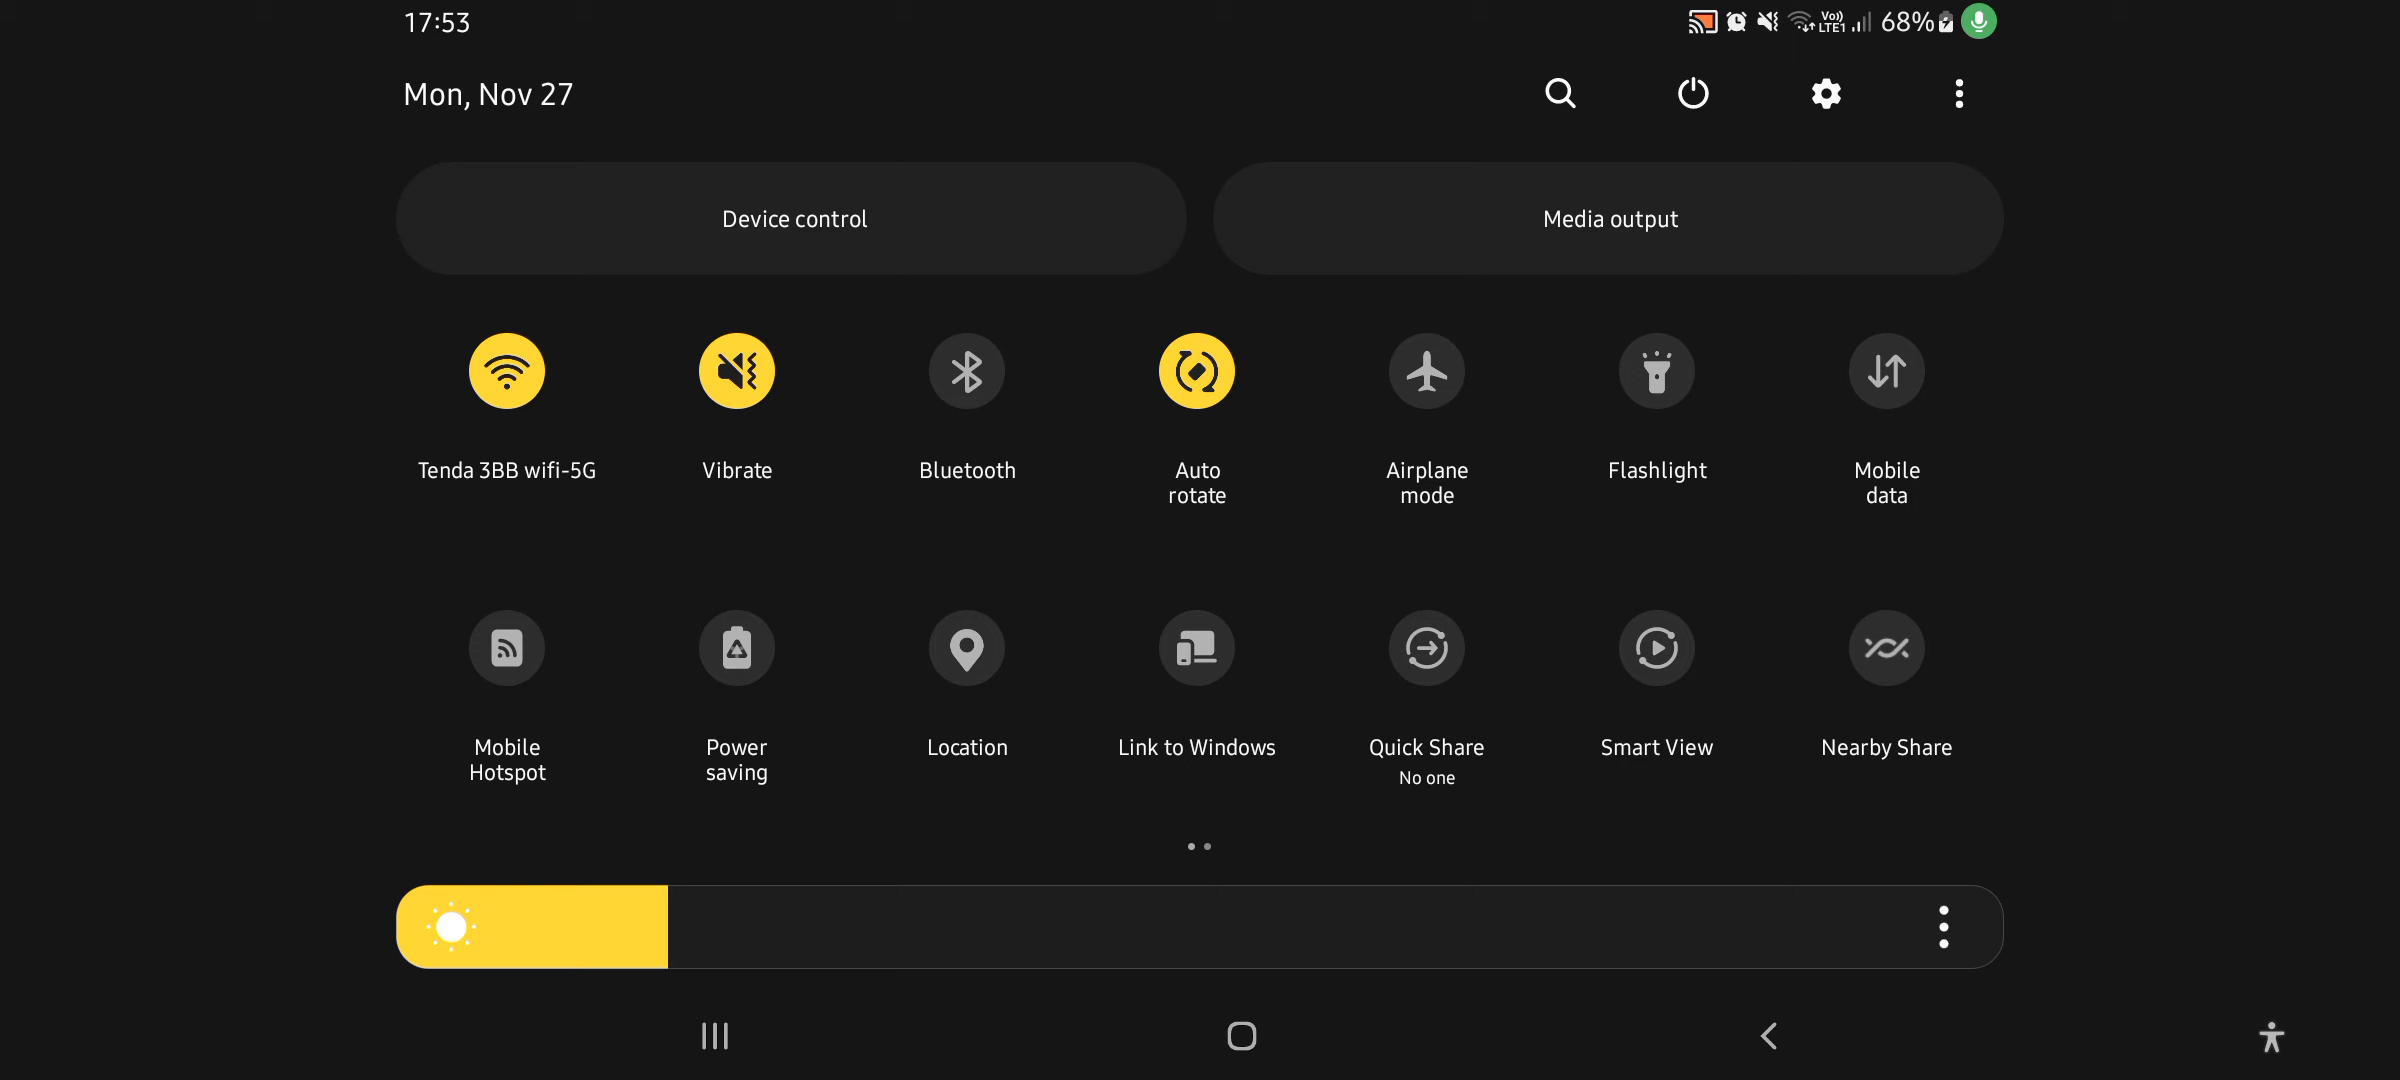 17:53
Vo))
LTE1
68%
Mon, Nov 27
Device control
Media output
Tenda 3BB wifi-5G
Vibrate
Bluetooth
Auto
rotate
Airplane
mode
Flashlight
Mobile
data
Mobile
Hotspot
Power
saving
Location
Link to Windows
Quick Share
No one
Smart View
Nearby Share